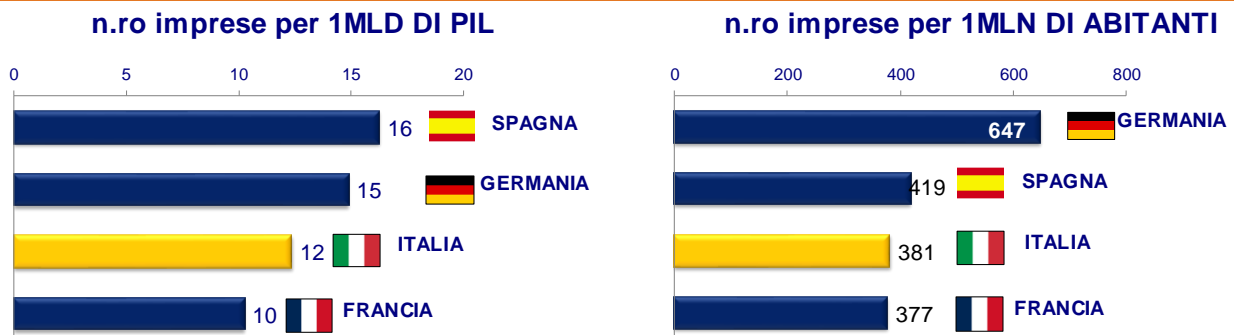 n.ro imprese per 1MLD DI PIL
0 5 10 15 20
16 SPAGNA
15 GERMANIA
12 ITALIA
10 FRANCIA
n.ro imprese per 1MLN DI ABITANTI
0 200 400 600 800
647 GERMANIA
419 SPAGNA
381 ITALIA
377 FRANCIA